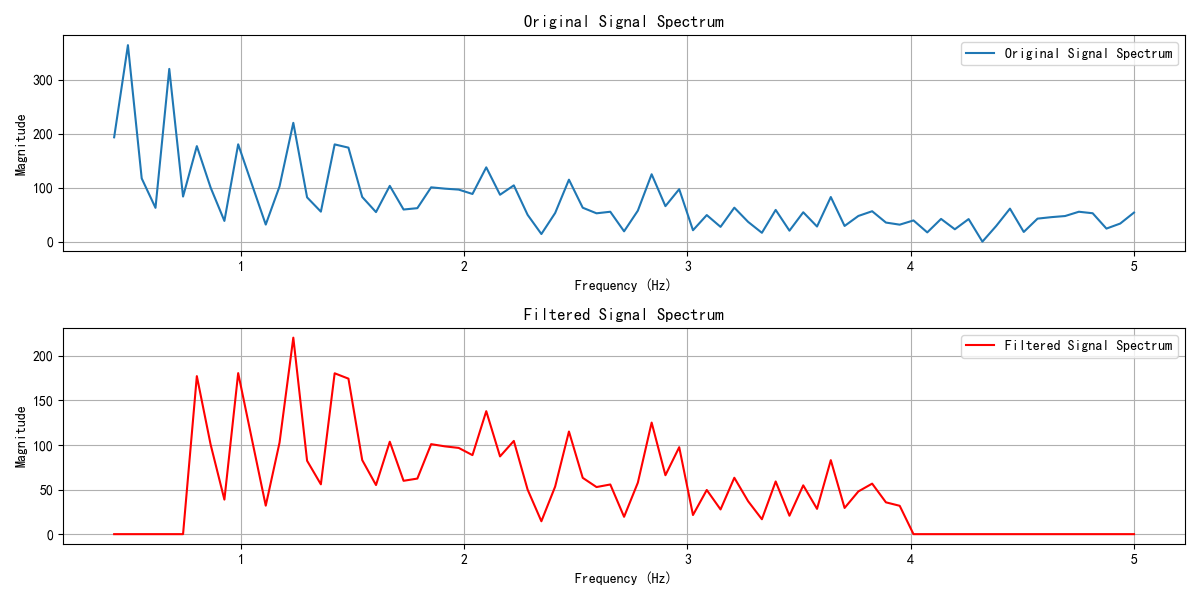 Original Signal Spectrum
Original Signal Spectrum
Magnitude
300
200
100
0
1 2 3 4 5
Frequency (Hz)
Filtered Signal Spectrum
Filtered Signal Spectrum
Magnitude
200
150
100
50
0
1 2 3 4 5
Frequency (Hz)